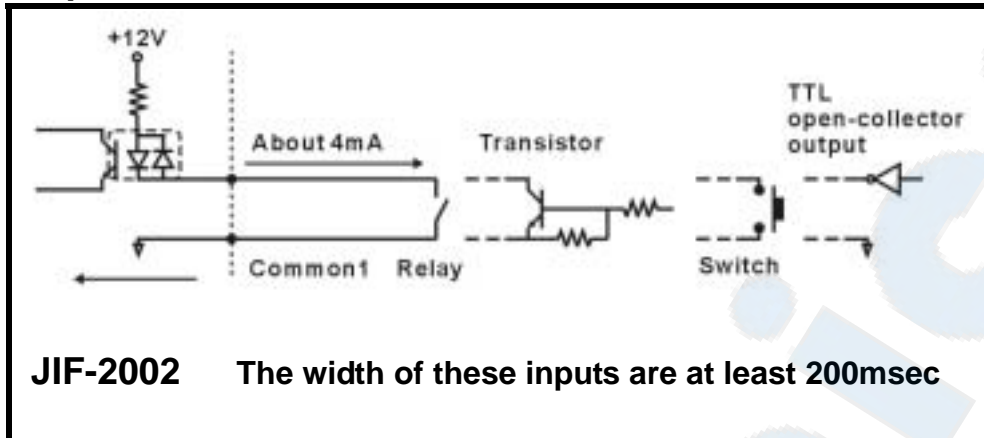 +12V
About 4mA
Transistor
TTL
open-collector
output
Common1
Relay
Switch
JIF-2002
The width of these inputs are at least 200msec